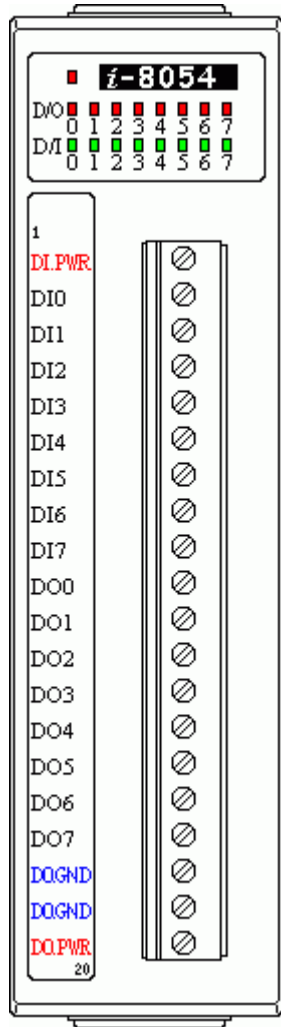 i-8054
D/O
0 1 2 3 4 5 6 7
D/I
0 1 2 3 4 5 6 7
1
DI.PWR
DI0
DI1
DI2
DI3
DI4
DI5
DI6
DI7
DO0
DO1
DO2
DO3
DO4
DO5
DO6
DO7
DO.GND
DO.GND
DO.PWR
20